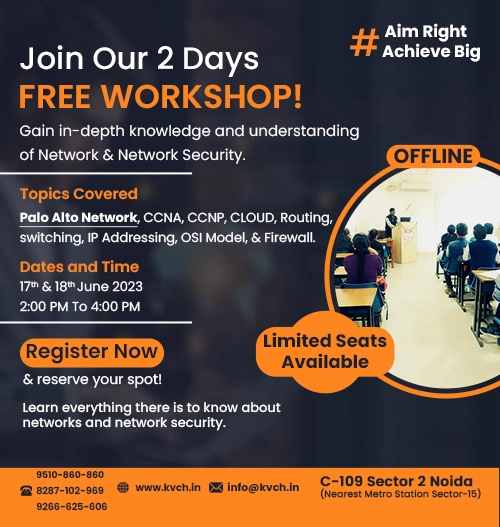 # Aim Right
Achieve Big
Join Our 2 Days
FREE WORKSHOP!
Gain in-depth knowledge and understanding
of Network & Network Security.
OFFLINE
Topics Covered
Palo Alto Network, CCNA, CCNP, CLOUD, Routing,
switching, IP Addressing, OSI Model, & Firewall.
Dates and Time
17th & 18th June 2023
2:00 PM To 4:00 PM
Limited Seats
Available
Register Now
& reserve your spot!
Learn everything there is to know about
networks and network security.
9510-860-860
8287-102-969
9266-625-606
www.kvch.in
info@kvch.in
C-109 Sector 2 Noida
(Nearest Metro Station Sector-15)